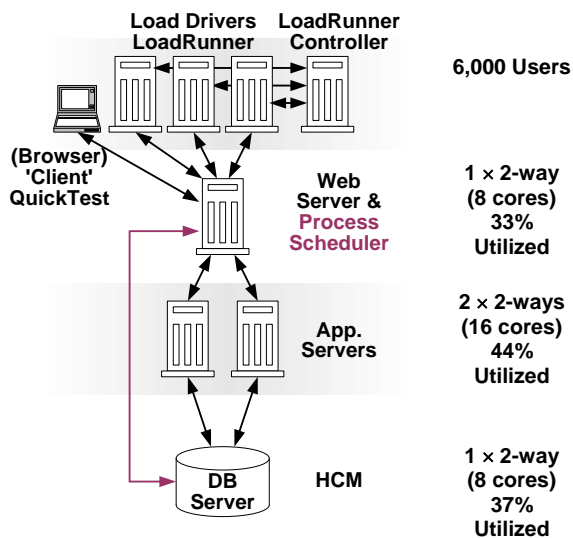 Load Drivers
LoadRunner
LoadRunner
Controller
6,000 Users
(Browser)
'Client'
QuickTest
Web
Server &
Process
Scheduler
1 × 2-way
(8 cores)
33%
Utilized
App.
Servers
2 × 2-ways
(16 cores)
44%
Utilized
DB
Server
HCM
1 × 2-way
(8 cores)
37%
Utilized